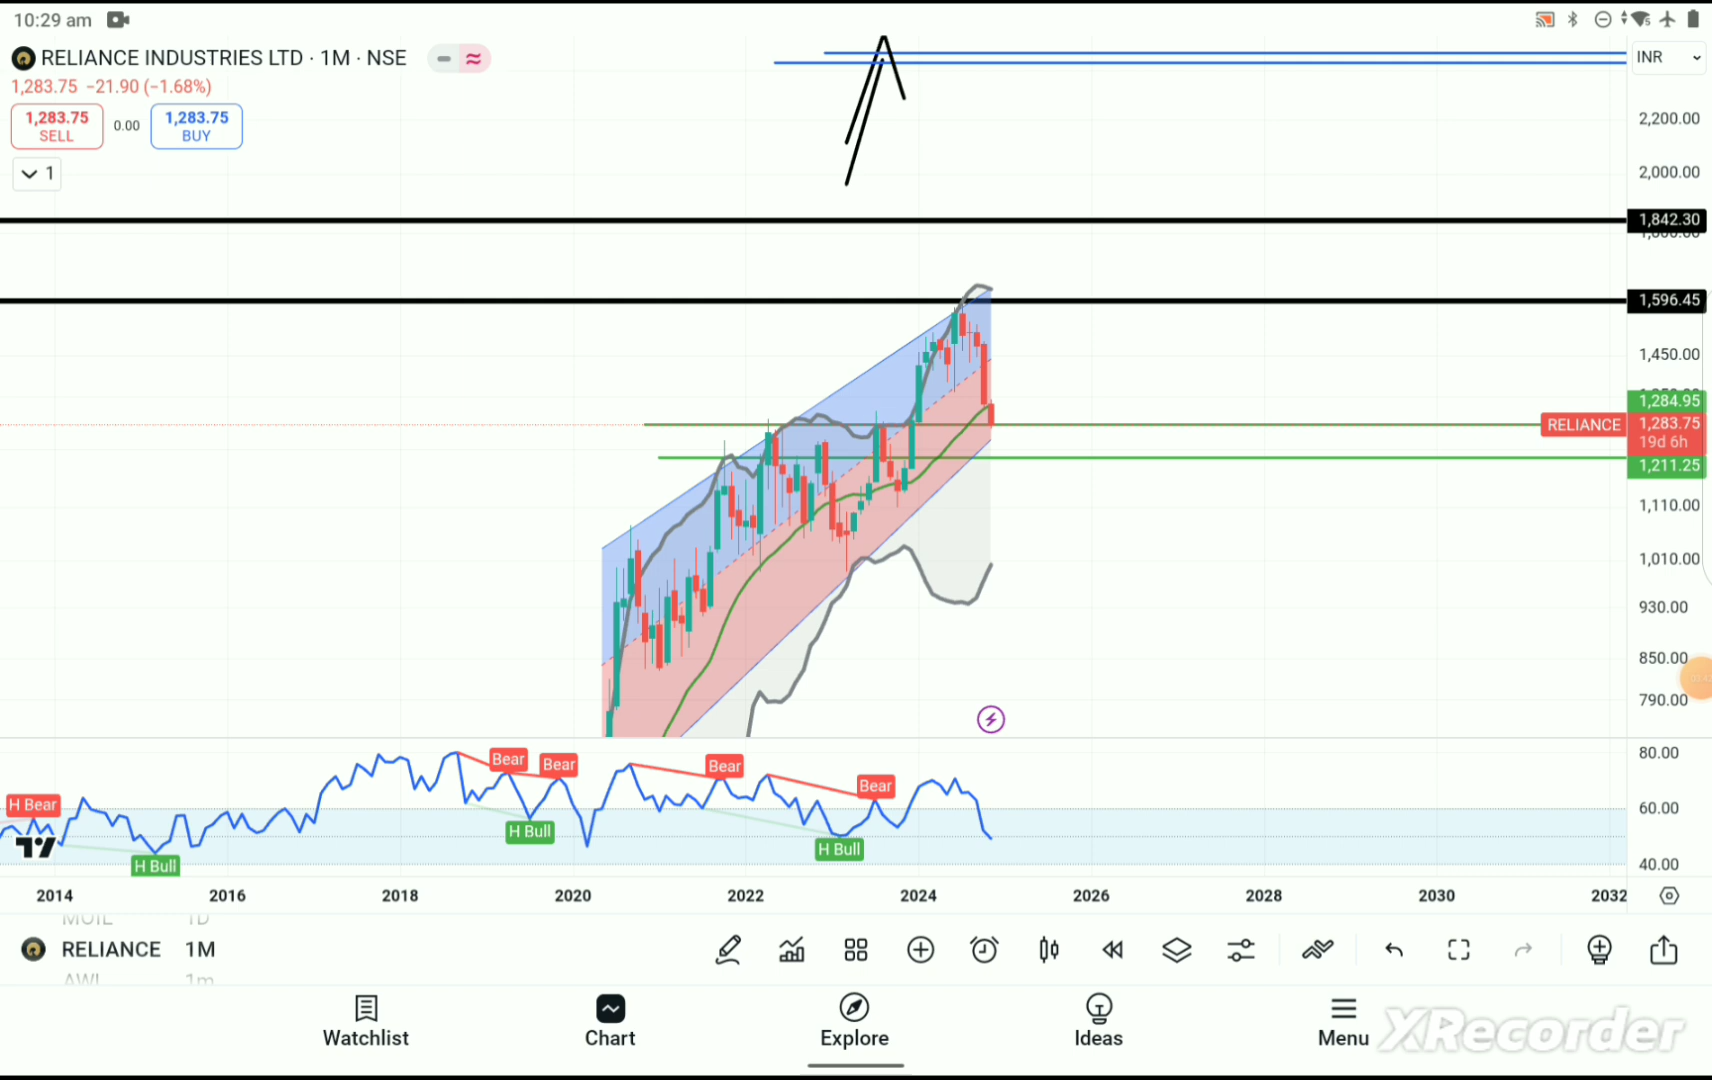 10:29 am
RELIANCE INDUSTRIES LTD · 1M · NSE
INR
1,283.75 −21.90 (−1.68%)
1,283.75
SELL
0.00
1,283.75
BUY
1
2,200.00
2,000.00
1,842.30
1,596.45
1,450.00
1,284.95
RELIANCE
1,283.75
19d 6h
1,211.25
1,110.00
1,010.00
930.00
850.00
790.00
80.00
60.00
40.00
H Bear
H Bull
Bear
Bear
H Bull
Bear
Bear
H Bull
2014
2016
2018
2020
2022
2024
2026
2028
2030
2032
MOIL 1D
RELIANCE 1M
AWL 1m
Watchlist
Chart
Explore
Ideas
Menu
XRecorder